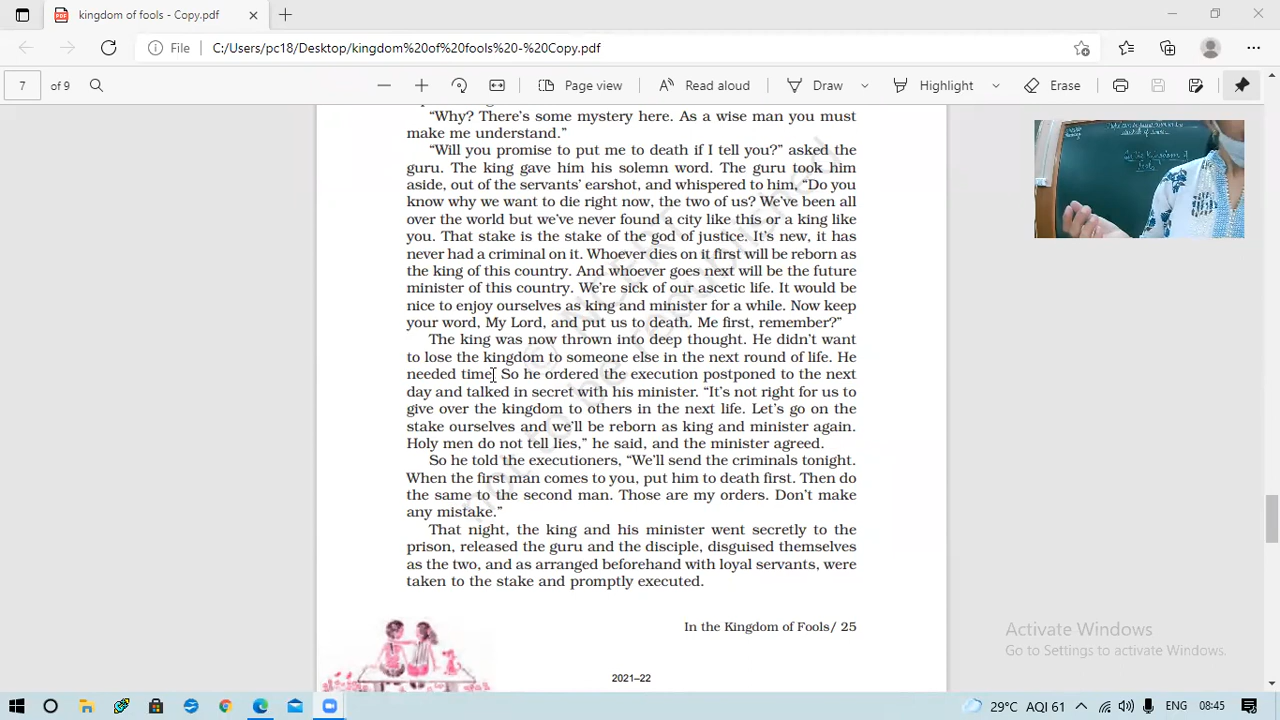 kingdom of fools - Copy.pdf
File C:/Users/pc18/Desktop/kingdom%20of%20fools%20-%20Copy.pdf
7 of 9 Page view Read aloud Draw Highlight Erase
“Why? There’s some mystery here. As a wise man you must
make me understand.”
“Will you promise to put me to death if I tell you?” asked the
guru. The king gave him his solemn word. The guru took him
aside, out of the servants’ earshot, and whispered to him, “Do you
know why we want to die right now, the two of us? We’ve been all
over the world but we’ve never found a city like this or a king like
you. That stake is the stake of the god of justice. It’s new, it has
never had a criminal on it. Whoever dies on it first will be reborn as
the king of this country. And whoever goes next will be the future
minister of this country. We’re sick of our ascetic life. It would be
nice to enjoy ourselves as king and minister for a while. Now keep
your word, My Lord, and put us to death. Me first, remember?”
The king was now thrown into deep thought. He didn’t want
to lose the kingdom to someone else in the next round of life. He
needed time. So he ordered the execution postponed to the next
day and talked in secret with his minister. “It’s not right for us to
give over the kingdom to others in the next life. Let’s go on the
stake ourselves and we’ll be reborn as king and minister again.
Holy men do not tell lies,” he said, and the minister agreed.
So he told the executioners, “We’ll send the criminals tonight.
When the first man comes to you, put him to death first. Then do
the same to the second man. Those are my orders. Don’t make
any mistake.”
That night, the king and his minister went secretly to the
prison, released the guru and the disciple, disguised themselves
as the two, and as arranged beforehand with loyal servants, were
taken to the stake and promptly executed.
In the Kingdom of Fools/ 25
2021–22
not to be republished
In the Kingdom of
Activate Windows
Go to Settings to activate Windows.
29°C AQI 61 ENG 08:45